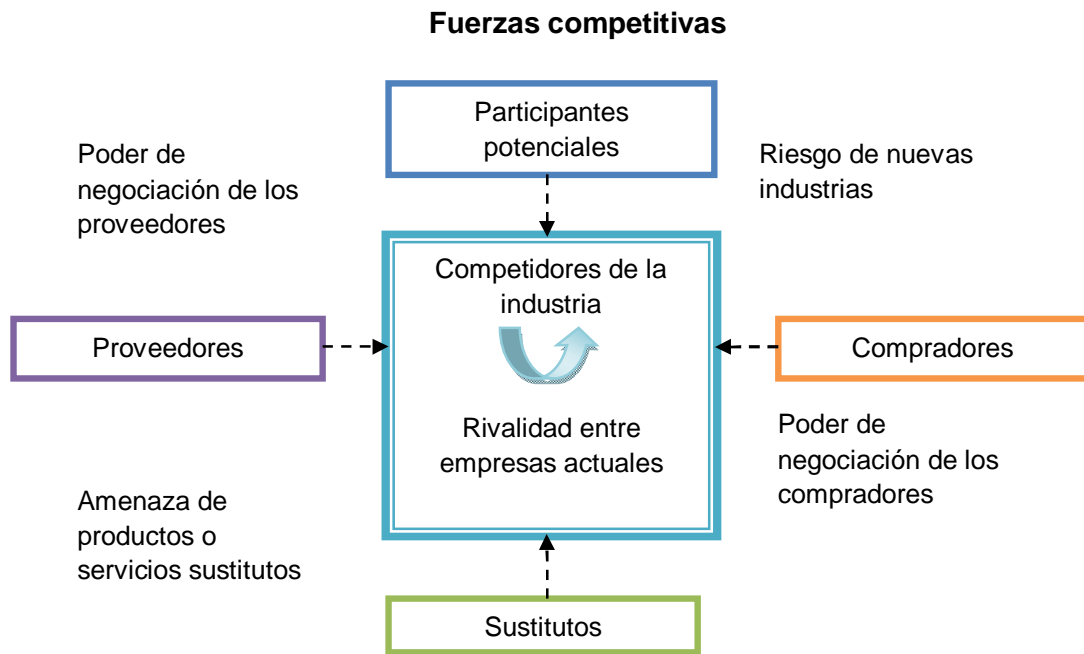 Fuerzas competitivas
Participantes
potenciales
Poder de
negociación de los
proveedores
Riesgo de nuevas
industrias
Competidores de la
industria
Proveedores
Compradores
Rivalidad entre
empresas actuales
Poder de
negociación de los
compradores
Amenaza de
productos o
servicios sustitutos
Sustitutos